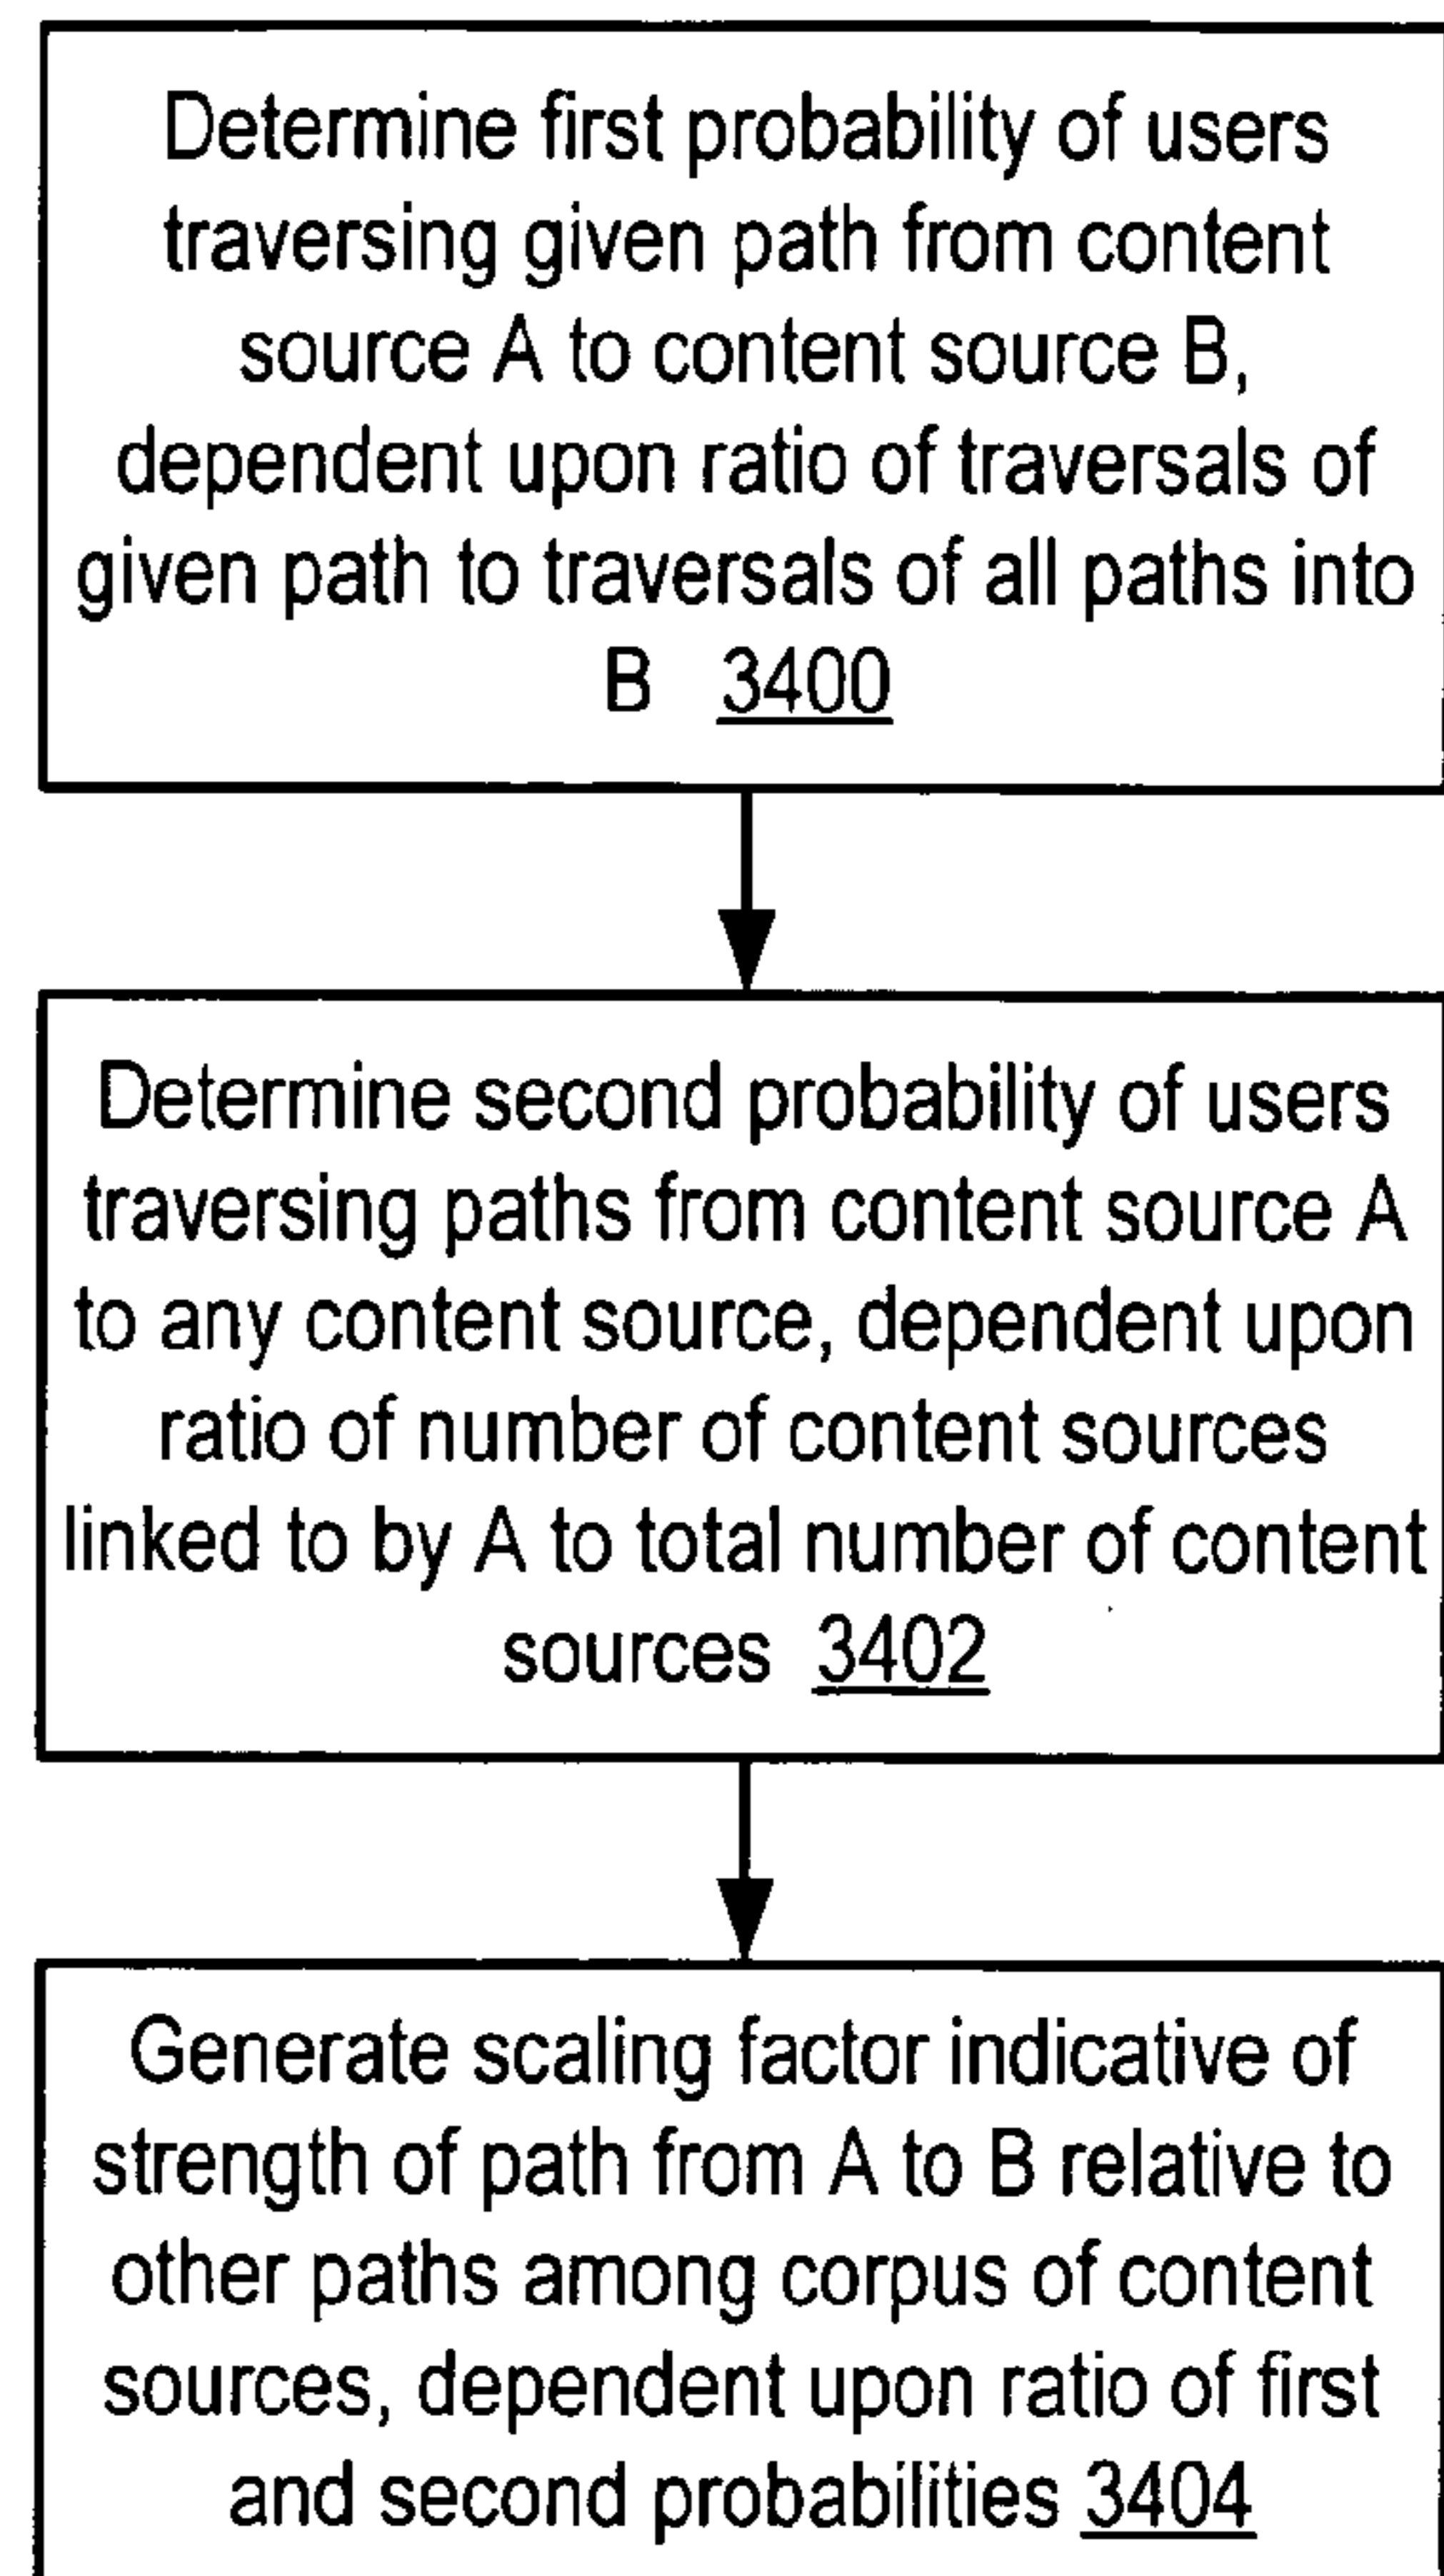 Determine first probability of users
traversing given path from content
source A to content source B,
dependent upon ratio of traversals of
given path to traversals of all paths into
B 3400
Determine second probability of users
traversing paths from content source A
to any content source, dependent upon
ratio of number of content sources
linked to by A to total number of content
sources 3402
Generate scaling factor indicative of
strength of path from A to B relative to
other paths among corpus of content
sources, dependent upon ratio of first
and second probabilities 3404